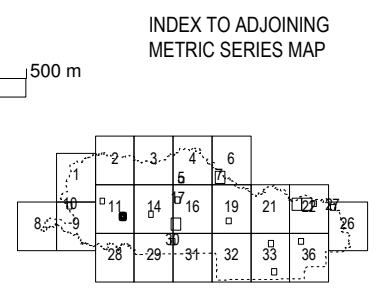 INDEX TO ADJOINING
METRIC SERIES MAP
500 m
2 3 4 6
1 5 7
10 11 14 17 16 19 21 22 27
8 9 26
30
28 29 31 32 33 36